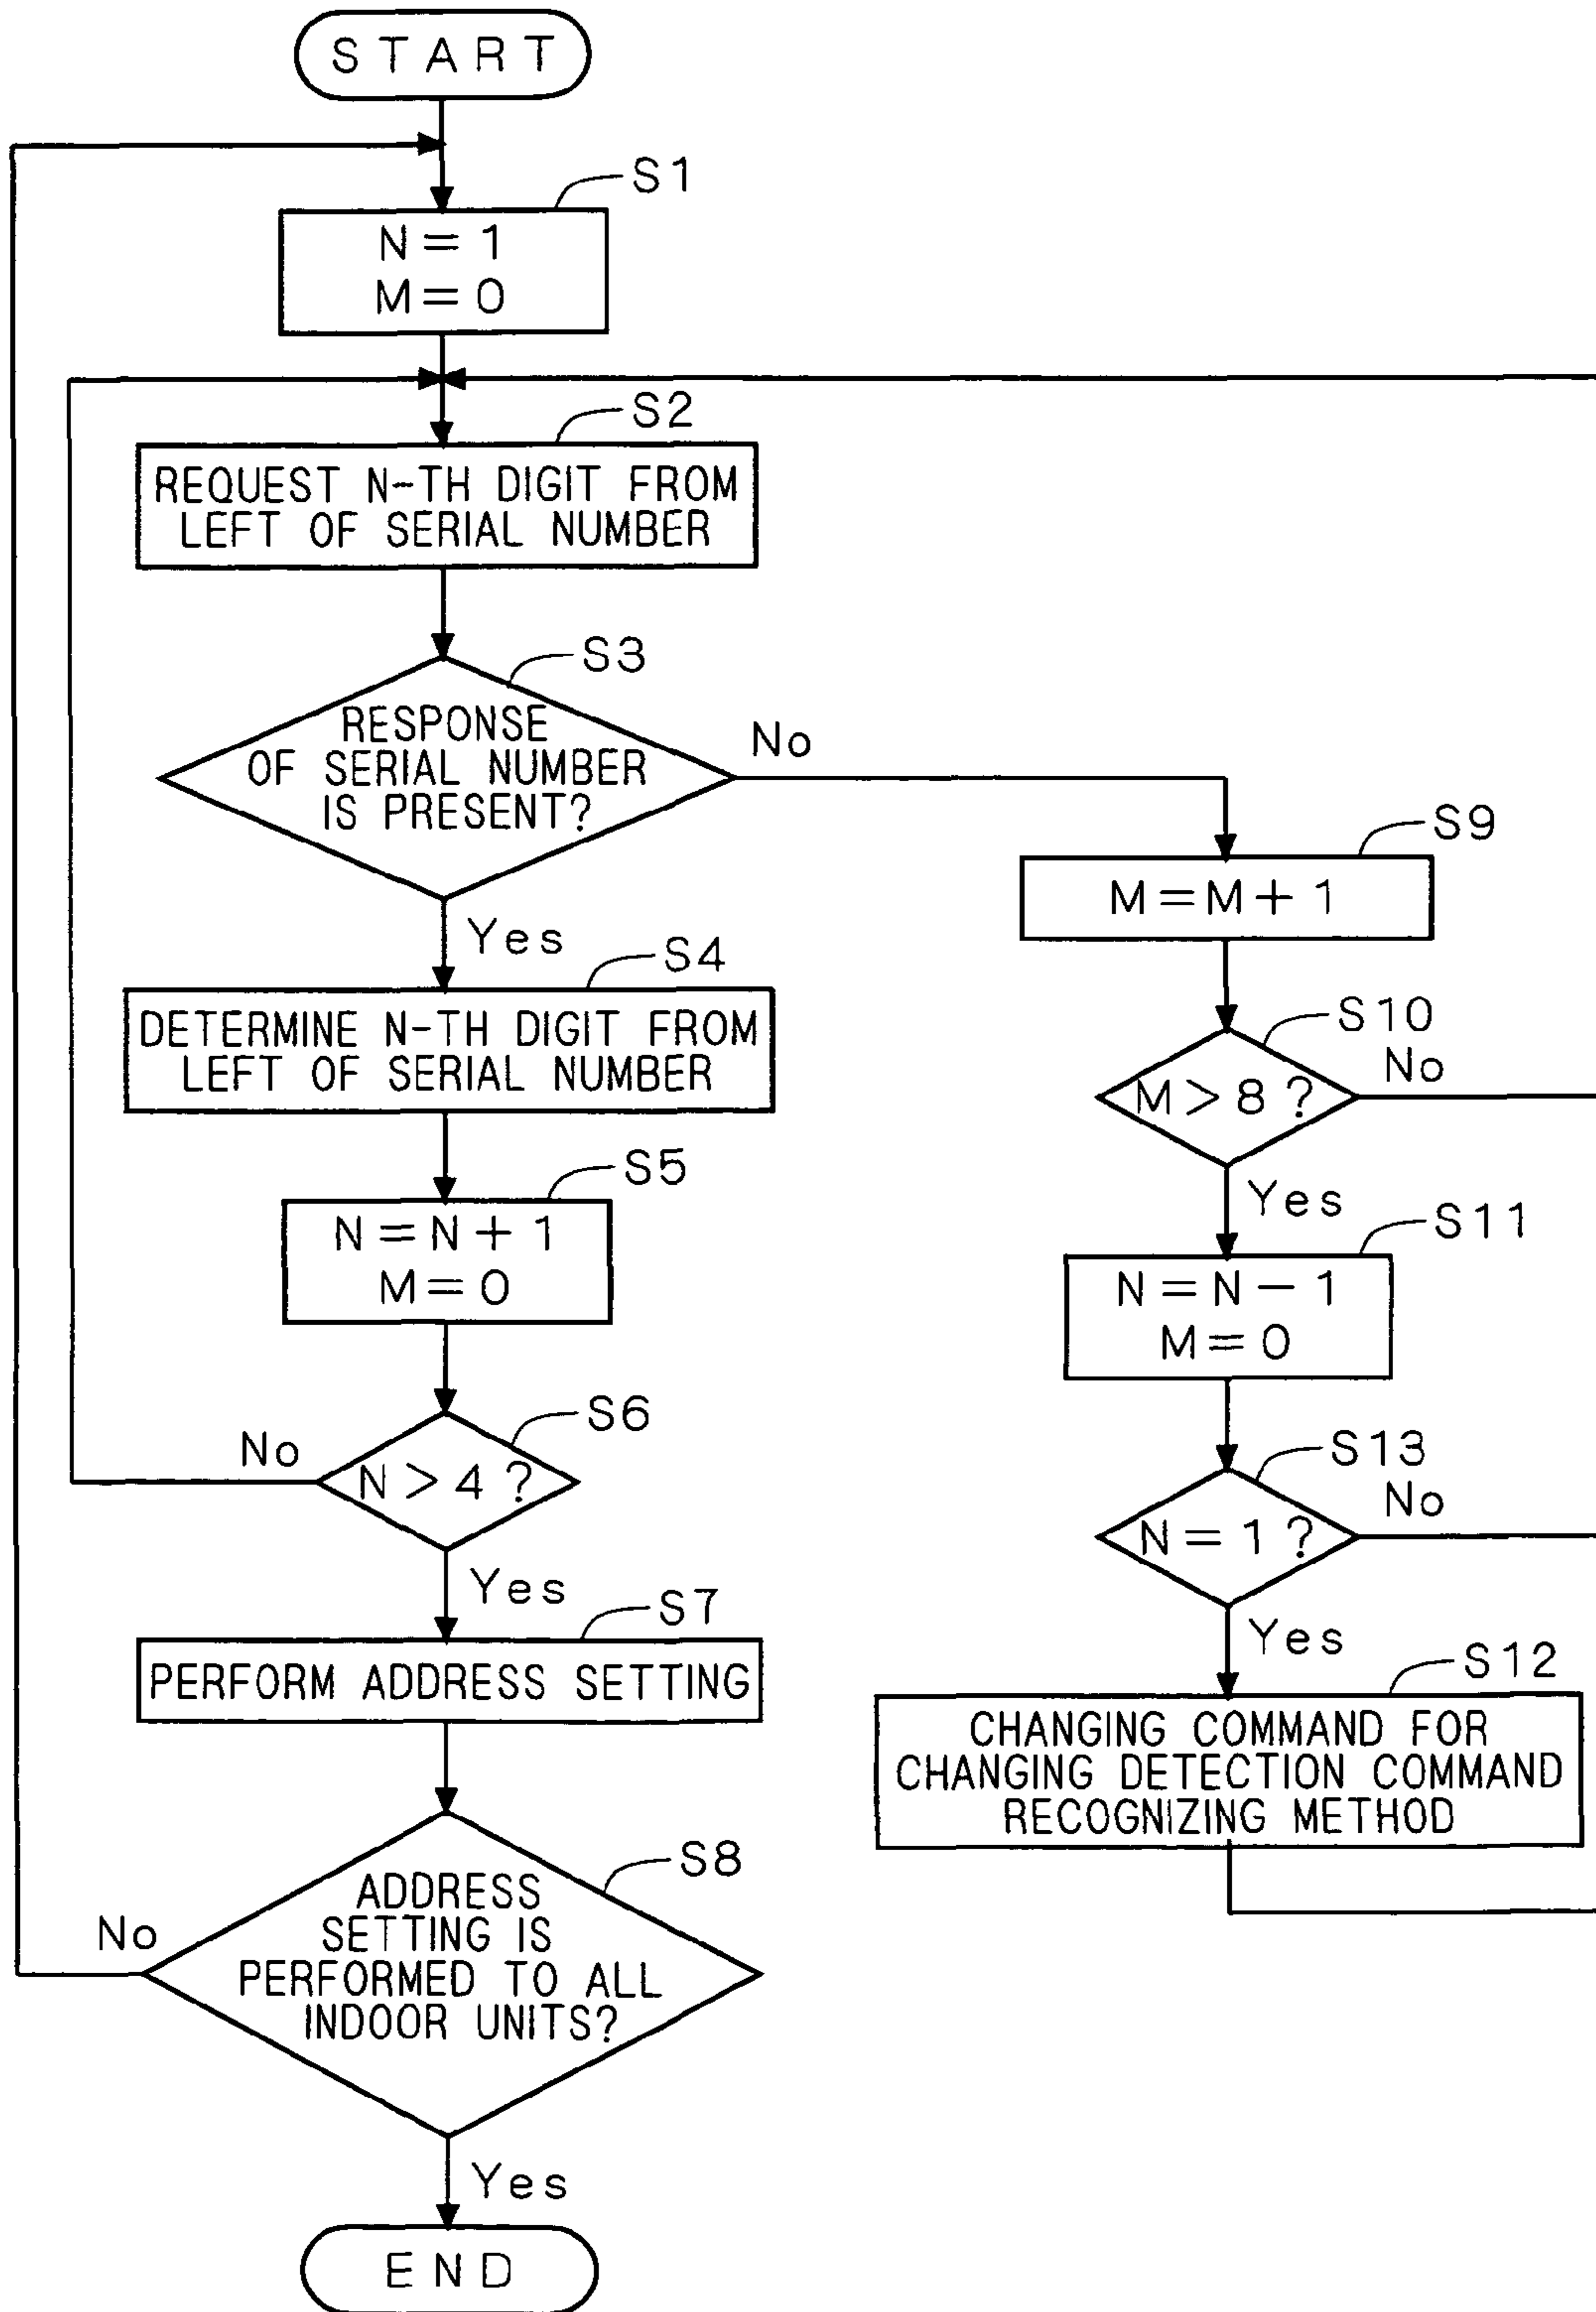 START
S1
N=1
M=0
S2
REQUEST N-TH DIGIT FROM
LEFT OF SERIAL NUMBER
S3
RESPONSE
OF SERIAL NUMBER
IS PRESENT?
No
Yes
S4
DETERMINE N-TH DIGIT FROM
LEFT OF SERIAL NUMBER
S5
N=N+1
M=0
S6
N>4?
No
Yes
S7
PERFORM ADDRESS SETTING
S8
ADDRESS
SETTING IS
PERFORMED TO ALL
INDOOR UNITS?
No
Yes
END
S9
M=M+1
S10
M>8?
No
Yes
S11
N=N-1
M=0
S13
N=1?
No
Yes
S12
CHANGING COMMAND FOR
CHANGING DETECTION COMMAND
RECOGNIZING METHOD